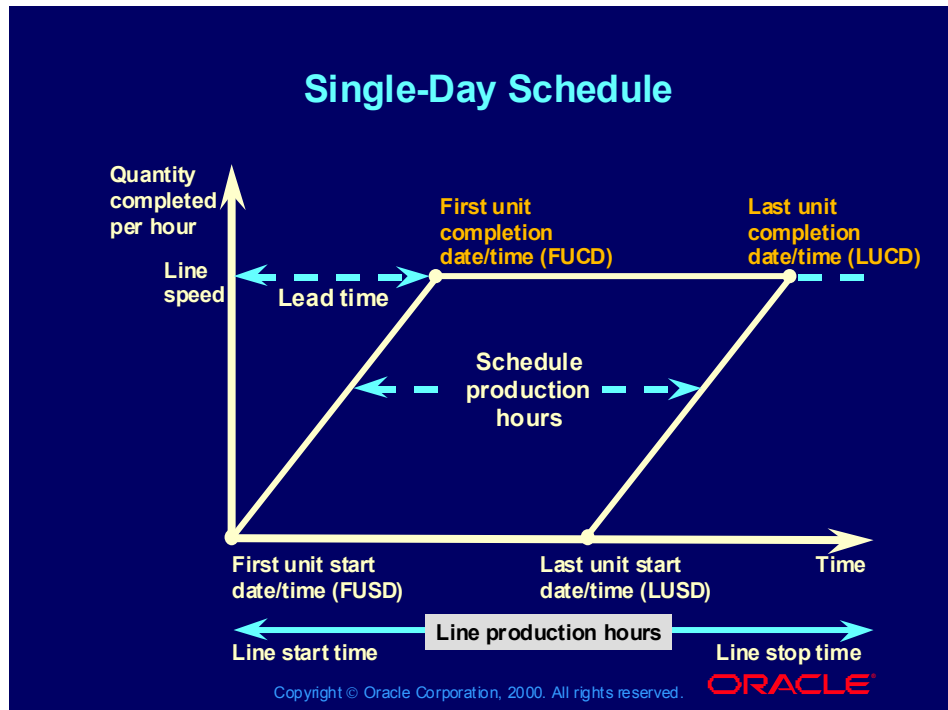 Single-Day Schedule
Quantity
completed
per hour
First unit
completion
date/time (FUCD)
Last unit
completion
date/time (LUCD)
Line
speed
Lead time
Schedule
production
hours
First unit start
date/time (FUSD)
Last unit start
date/time (LUSD)
Time
Line production hours
Line start time
Line stop time
Copyright © Oracle Corporation, 2000. All rights reserved.
ORACLE®